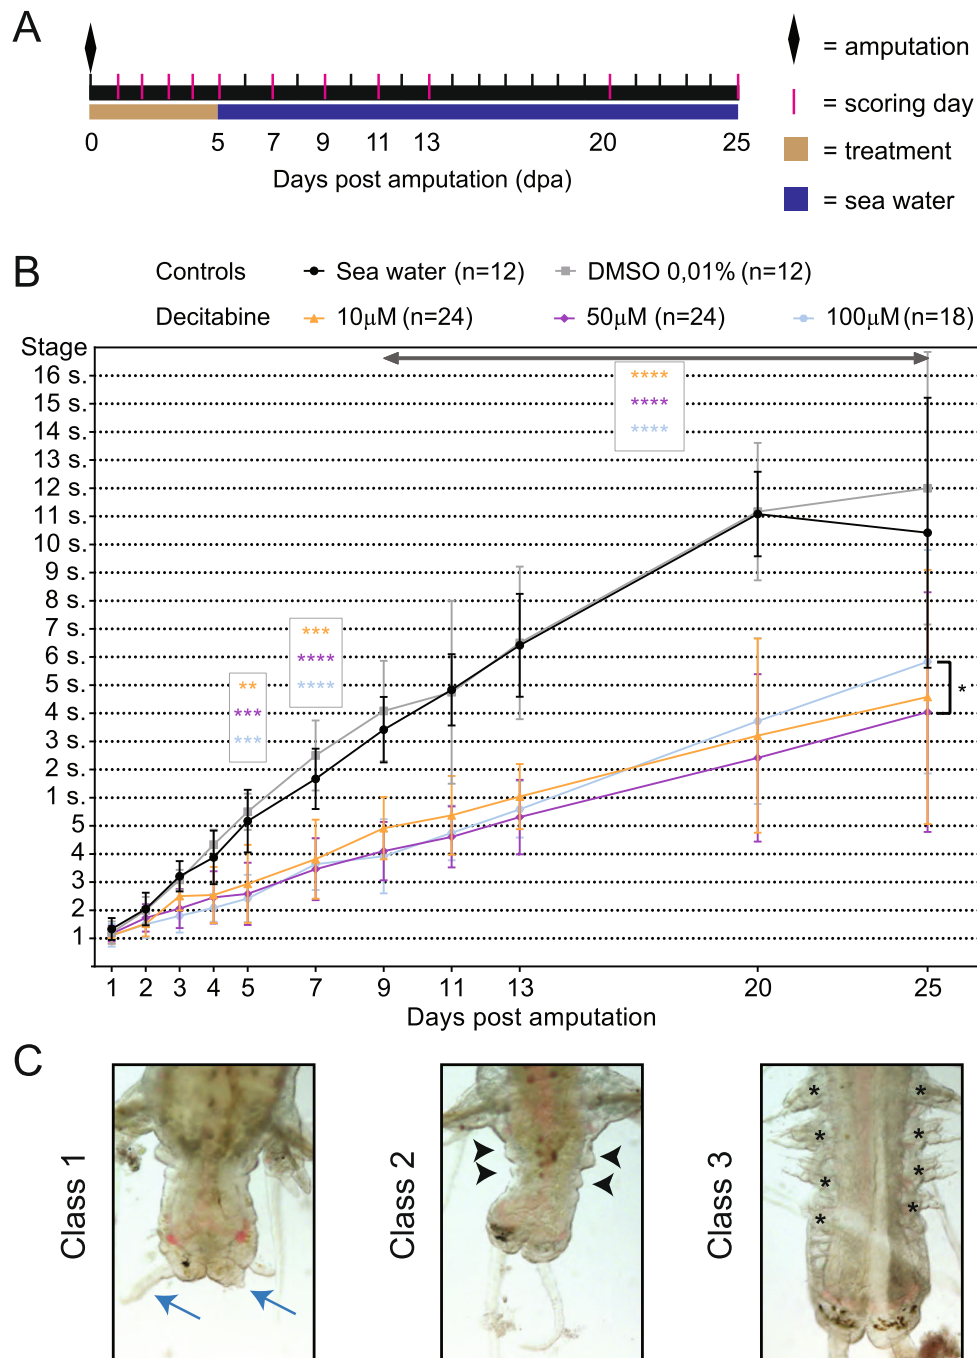 A
= amputation
= scoring day
= treatment
= sea water
0 5 7 9 11 13 20 25
Days post amputation (dpa)
B
Controls Sea water (n=12) DMSO 0,01% (n=12)
Decitabine 10µM (n=24) 50µM (n=24) 100µM (n=18)
Stage
16 s.
15 s.
14 s.
13 s.
12 s.
11 s.
10 s.
9 s.
8 s.
7 s.
6 s.
5 s.
4 s.
3 s.
2 s.
1 s.
5
4
3
2
1
****
****
****
***
****
****
**
***
***
*
1 2 3 4 5 7 9 11 13 20 25
Days post amputation
C
Class 1
Class 2
Class 3
* *
* *
* *
* *
*